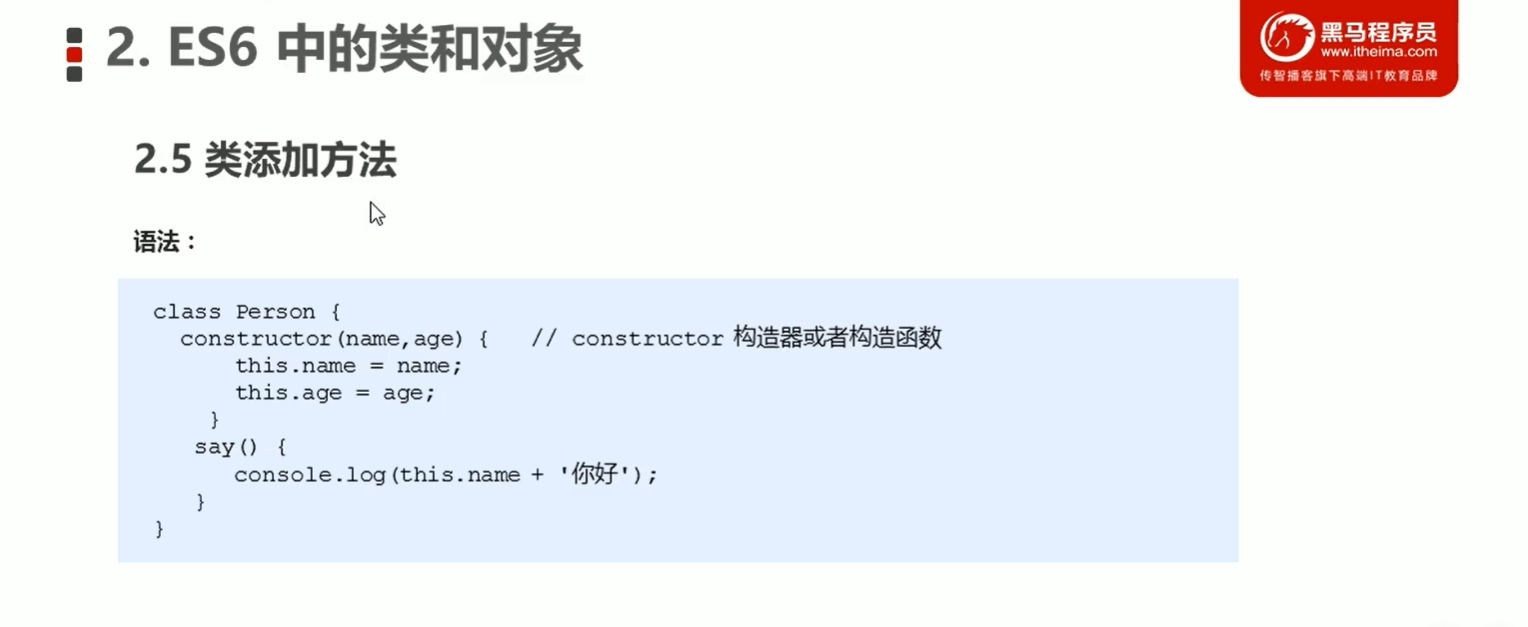 2. ES6 中的类和对象
黑马程序员
www.itheima.com
传智播客旗下高端IT教育品牌
2.5 类添加方法
语法：
class Person {
constructor(name,age) { // constructor 构造器或者构造函数
this.name = name;
this.age = age;
}
say() {
console.log(this.name + '你好');
}
}